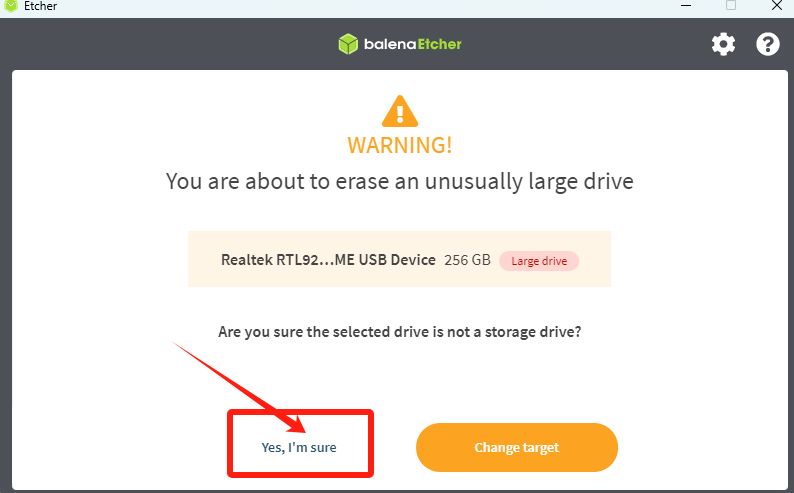 Etcher
balenaEtcher
WARNING!
You are about to erase an unusually large drive
Realtek RTL92…ME USB Device 256 GB Large drive
Are you sure the selected drive is not a storage drive?
Yes, I'm sure Change target